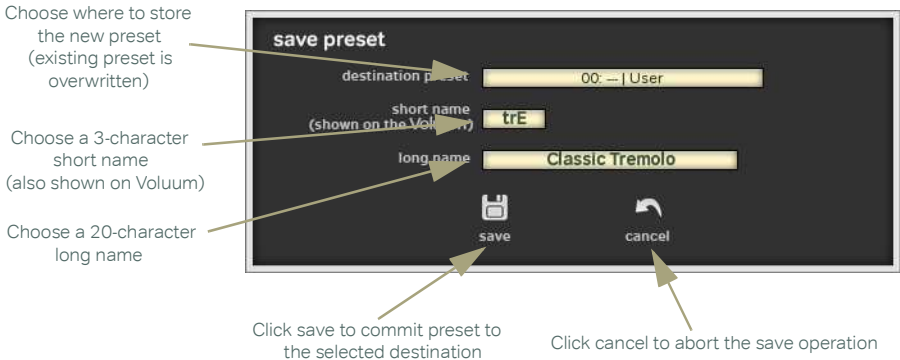 Choose where to store
the new preset
(existing preset is
overwritten)
save preset
destination preset
00: -- | User
short name
(shown on the Voluum)
trE
Choose a 3-character
short name
(also shown on Voluum)
long name
Classic Tremolo
Choose a 20-character
long name
save
cancel
Click save to commit preset to
the selected destination
Click cancel to abort the save operation